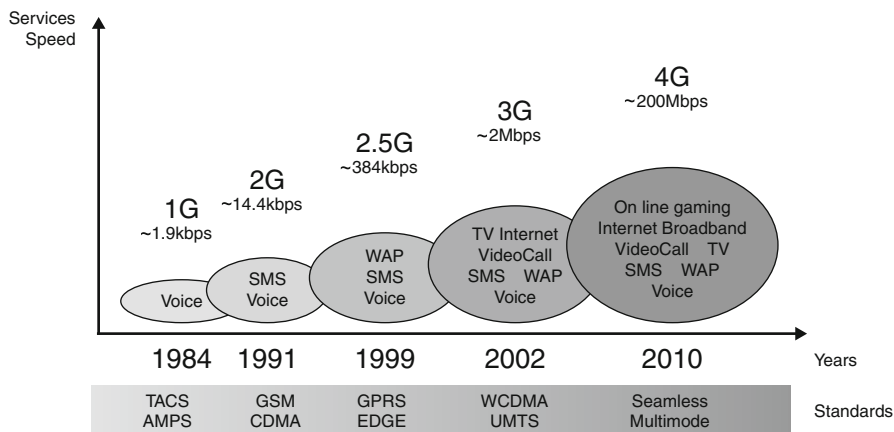 Services
Speed
1G
~1.9kbps
2G
~14.4kbps
2.5G
~384kbps
3G
~2Mbps
4G
~200Mbps
Voice
SMS
Voice
WAP
SMS
Voice
TV Internet
VideoCall
SMS WAP
Voice
On line gaming
Internet Broadband
VideoCall TV
SMS WAP
Voice
1984 1991 1999 2002 2010 Years
TACS GSM GPRS WCDMA Seamless
AMPS CDMA EDGE UMTS Multimode
Standards